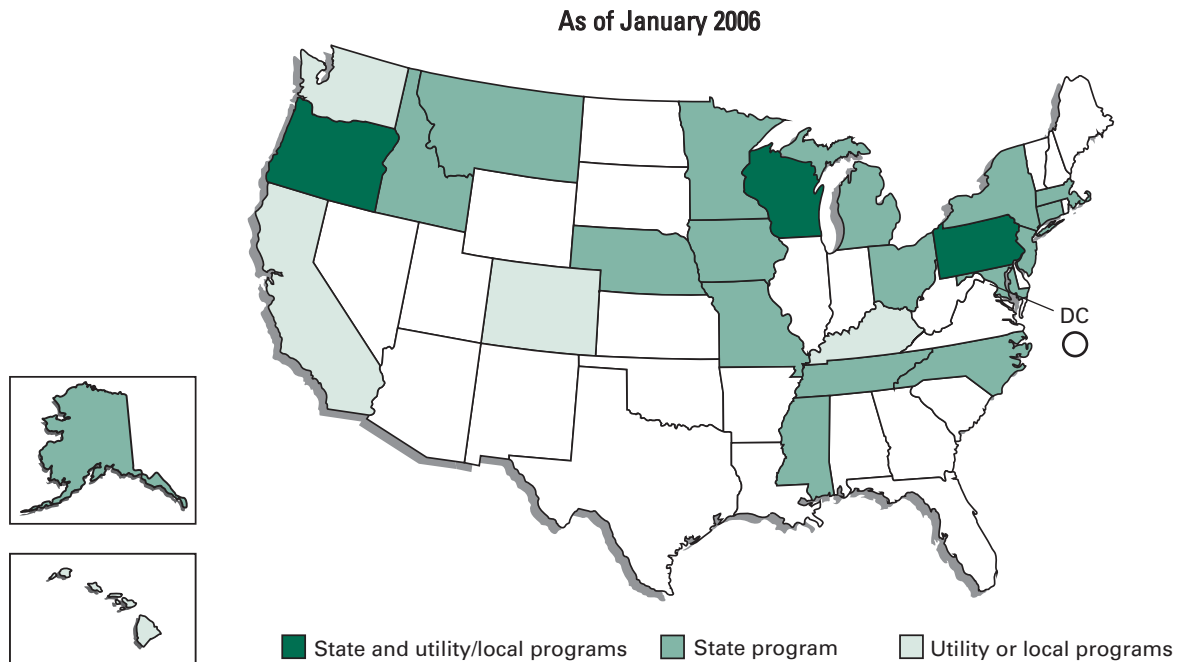 As of January 2006
DC
State and utility/local programs
State program
Utility or local programs